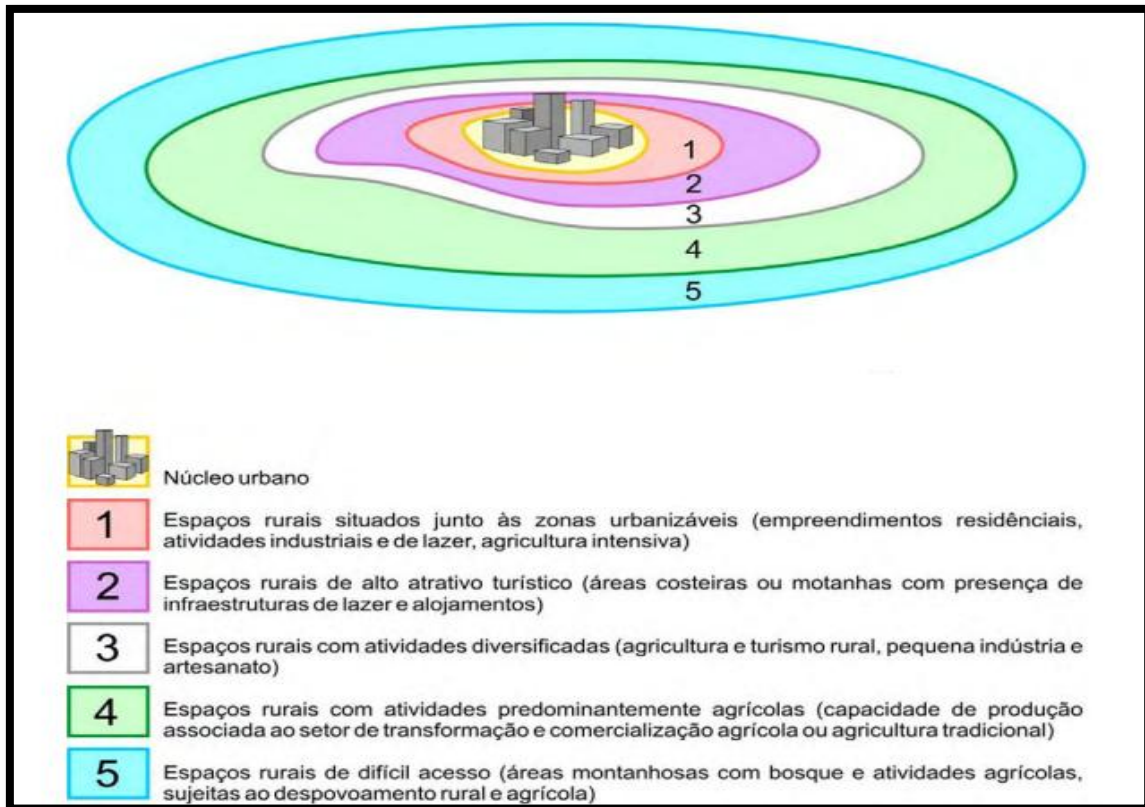 1
2
3
4
5
Núcleo urbano
1
Espaços rurais situados junto às zonas urbanizáveis (empreendimentos residênciais,
atividades industriais e de lazer, agricultura intensiva)
2
Espaços rurais de alto atrativo turístico (áreas costeiras ou motanhas com presença de
infraestruturas de lazer e alojamentos)
3
Espaços rurais com atividades diversificadas (agricultura e turismo rural, pequena indústria e
artesanato)
4
Espaços rurais com atividades predominantemente agrícolas (capacidade de produção
associada ao setor de transformação e comercialização agrícola ou agricultura tradicional)
5
Espaços rurais de difícil acesso (áreas montanhosas com bosque e atividades agrícolas,
sujeitas ao despovoamento rural e agrícola)